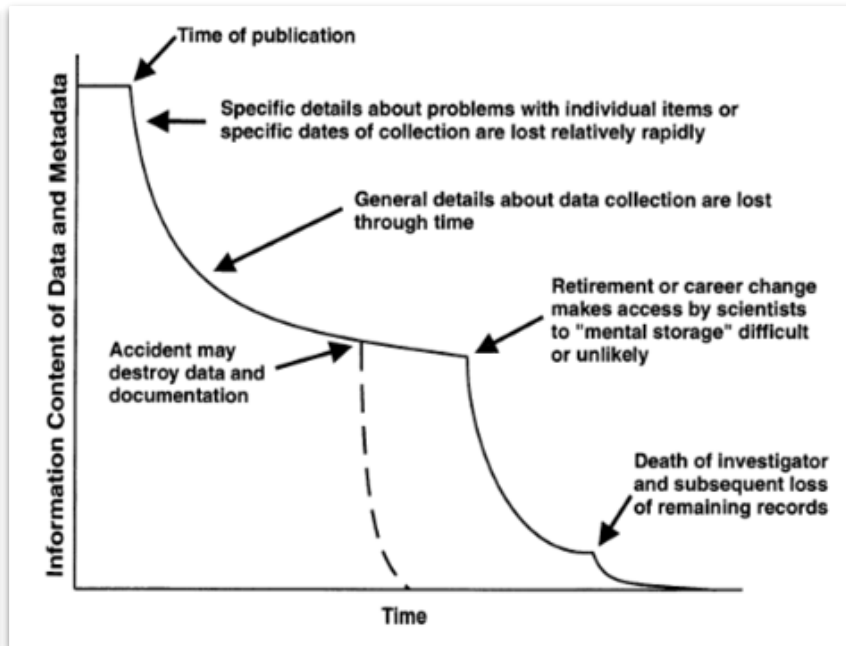 Time of publication
Specific details about problems with individual items or
specific dates of collection are lost relatively rapidly
General details about data collection are lost
through time
Retirement or career change
makes access by scientists
to "mental storage" difficult
or unlikely
Accident may
destroy data and
documentation
Death of investigator
and subsequent loss
of remaining records
Information Content of Data and Metadata
Time